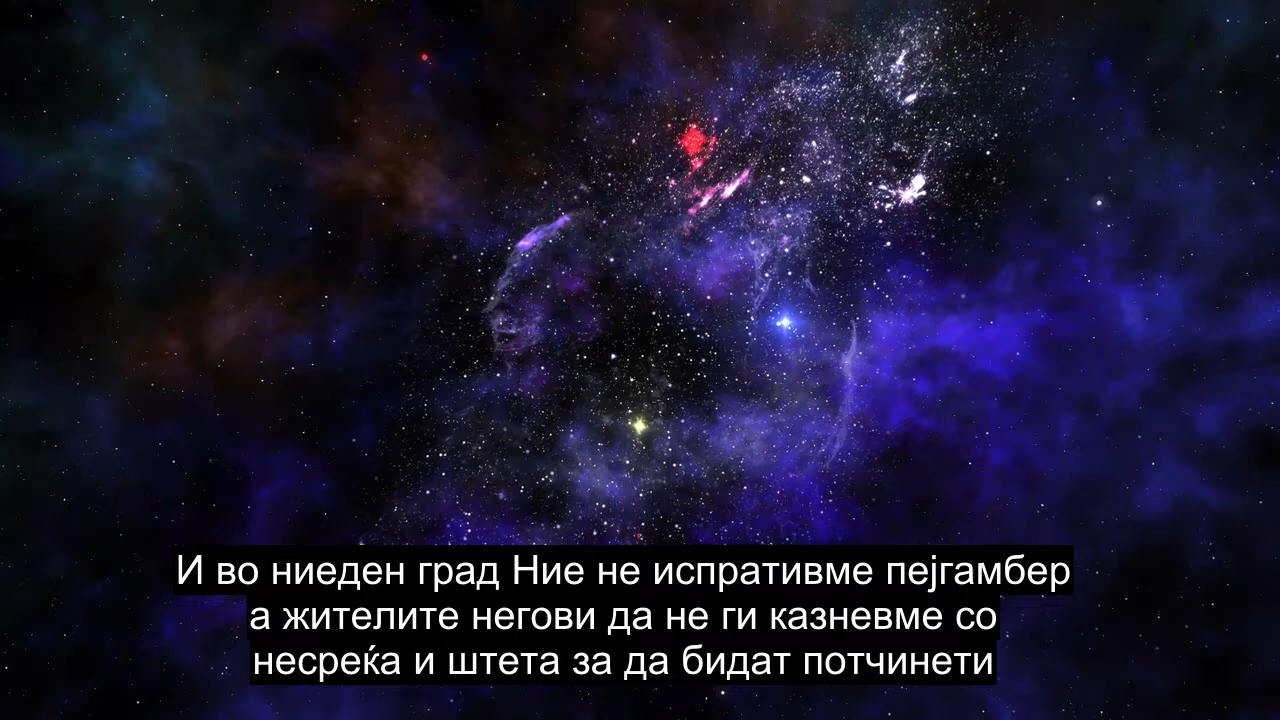 И во ниеден град Ние не испративме пејгамбер
а жителите негови да не ги казневме со
несреќа и штета за да бидат потчинети